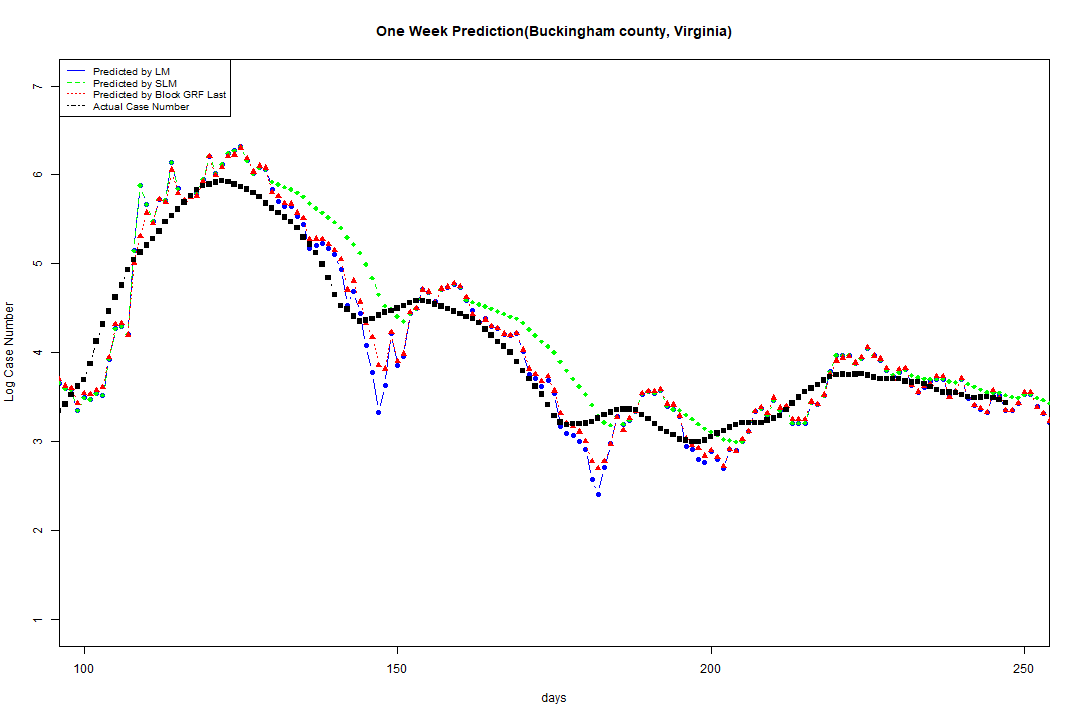 One Week Prediction(Buckingham county, Virginia)
Predicted by LM
Predicted by SLM
Predicted by Block GRF Last
Actual Case Number
7
6
5
4
3
2
1
Log Case Number
100 150 200 250
days